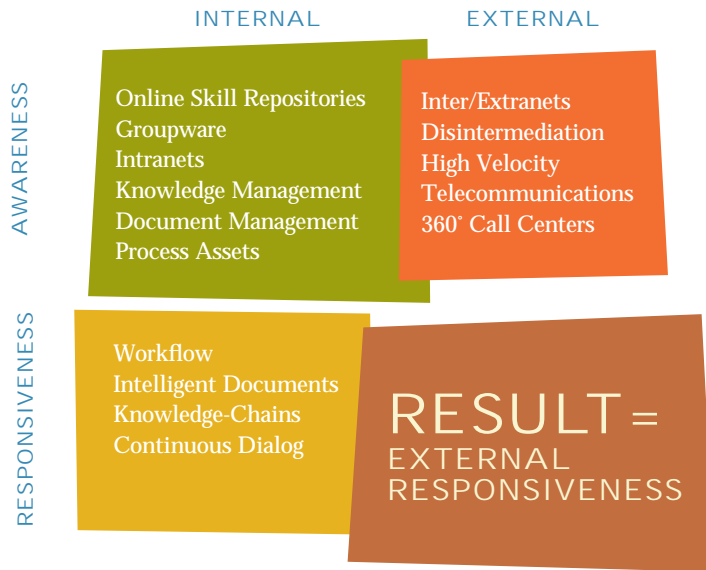 INTERNAL
EXTERNAL
AWARENESS
Online Skill Repositories
Groupware
Intranets
Knowledge Management
Document Management
Process Assets
Inter/Extranets
Disintermediation
High Velocity
Telecommunications
360° Call Centers
RESPONSIVENESS
Workflow
Intelligent Documents
Knowledge-Chains
Continuous Dialog
RESULT =
EXTERNAL
RESPONSIVENESS